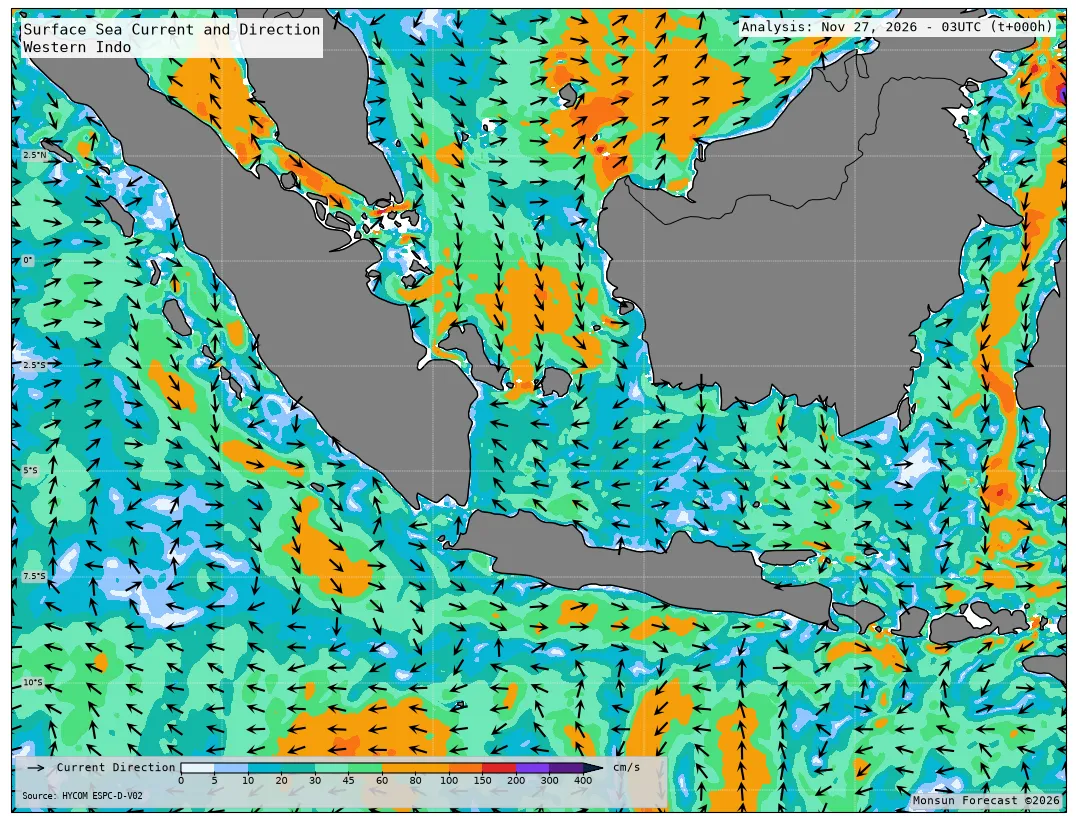 Surface Sea Current and Direction
Western Indo
Analysis: Nov 27, 2026 - 03UTC (t+000h)
2.5°N
0°
2.5°S
5°S
7.5°S
10°S
Current Direction
0 5 10 20 30 45 60 80 100 150 200 300 400 cm/s
Source: HYCOM ESPC-D-V02
Monsun Forecast ©2026